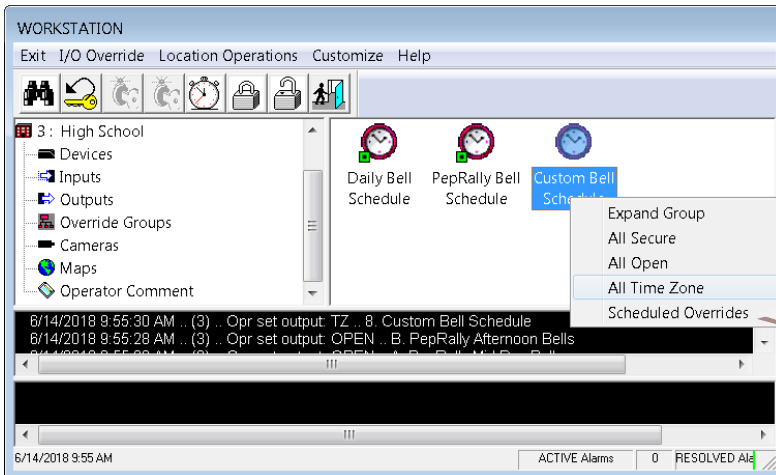 WORKSTATION
Exit I/O Override Location Operations Customize Help
3 : High School
Devices
Inputs
Outputs
Override Groups
Cameras
Maps
Operator Comment
Daily Bell
Schedule
PepRally Bell
Schedule
Custom Bell
Schedule
Expand Group
All Secure
All Open
All Time Zone
Scheduled Overrides
6/14/2018 9:55:30 AM .. (3) .. Opr set output: TZ .. 8. Custom Bell Schedule
6/14/2018 9:55:28 AM .. (3) .. Opr set output: OPEN .. B. PepRally Afternoon Bells
6/14/2018 9:55 AM
ACTIVE Alarms 0 RESOLVED Ala